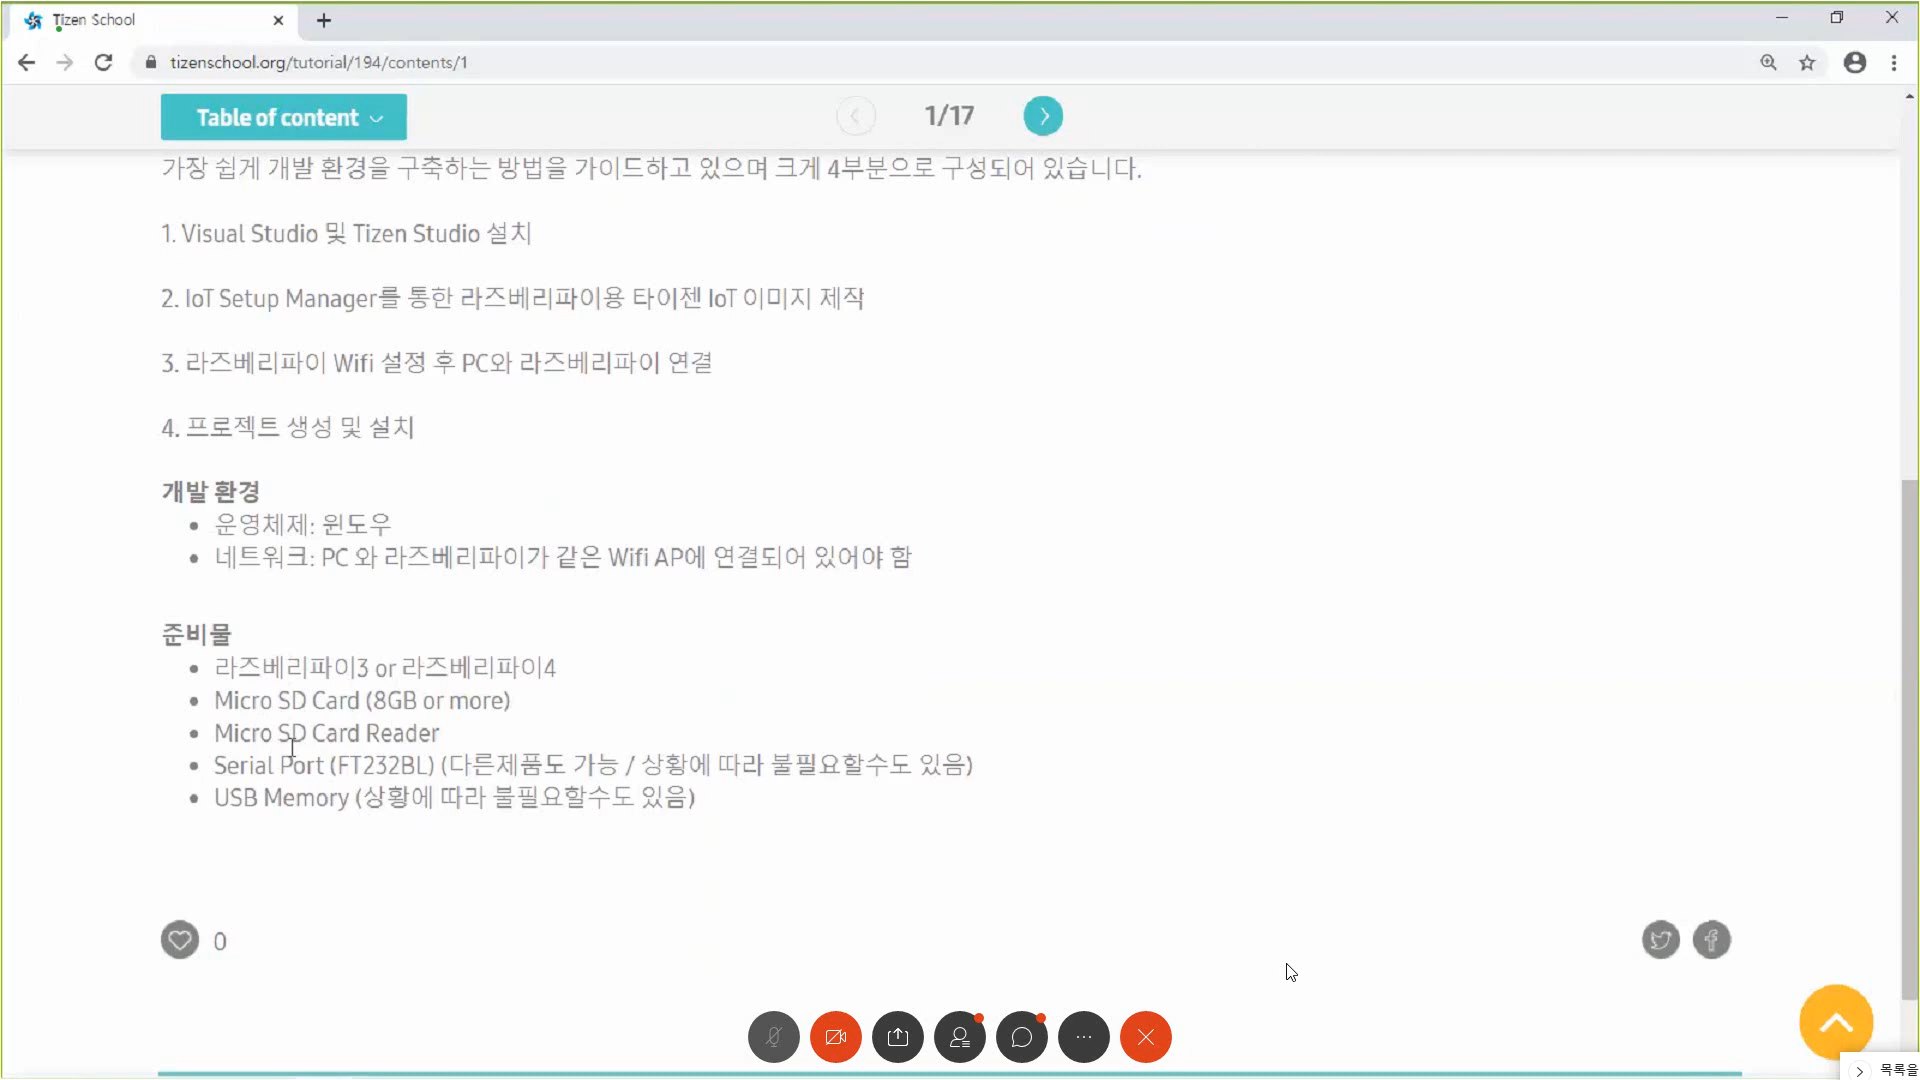 Tizen School
tizenschool.org/tutorial/194/contents/1
Table of content
1/17
가장 쉽게 개발 환경을 구축하는 방법을 가이드하고 있으며 크게 4부분으로 구성되어 있습니다.
1. Visual Studio 및 Tizen Studio 설치
2. IoT Setup Manager를 통한 라즈베리파이용 타이젠 IoT 이미지 제작
3. 라즈베리파이 Wifi 설정 후 PC와 라즈베리파이 연결
4. 프로젝트 생성 및 설치
개발 환경
• 운영체제: 윈도우
• 네트워크: PC 와 라즈베리파이가 같은 Wifi AP에 연결되어 있어야 함
준비물
• 라즈베리파이3 or 라즈베리파이4
• Micro SD Card (8GB or more)
• Micro SD Card Reader
• Serial Port (FT232BL) (다른제품도 가능 / 상황에 따라 불필요할수도 있음)
• USB Memory (상황에 따라 불필요할수도 있음)
0
목록을